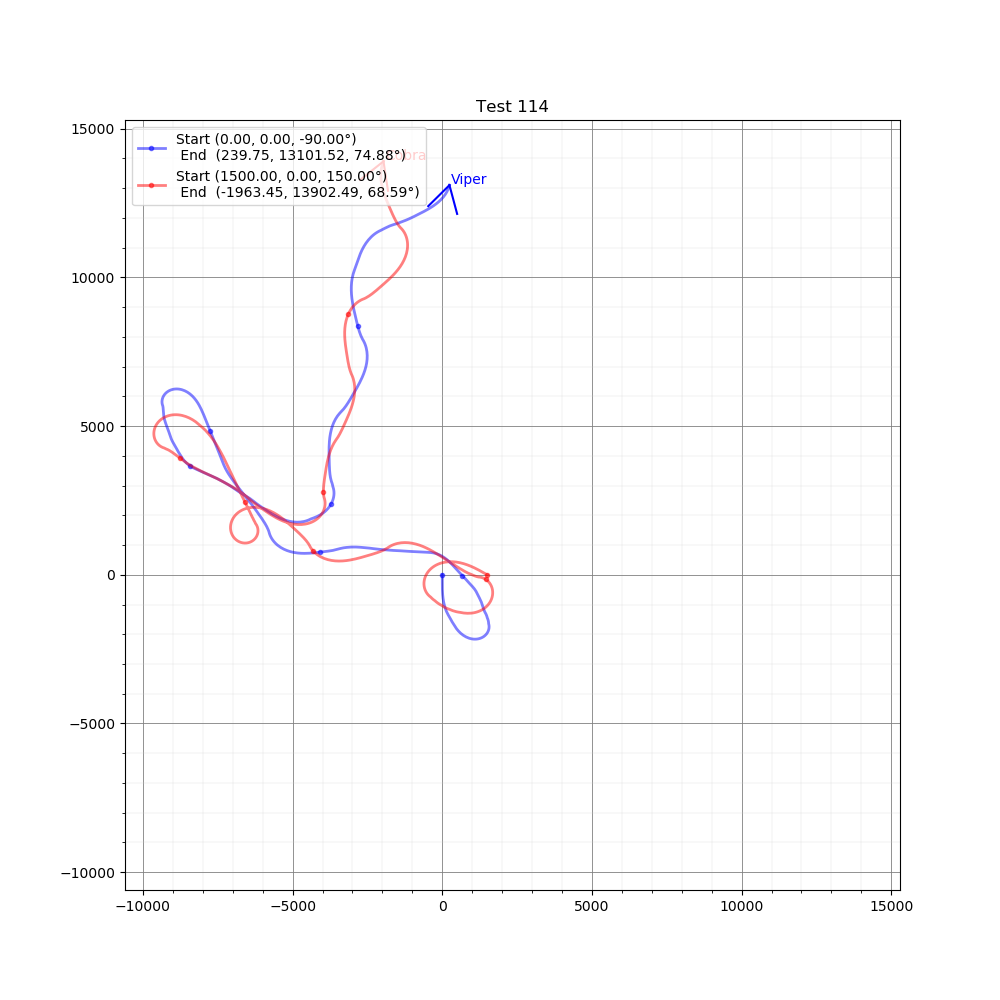 Test 114
15000
10000
5000
0
−5000
−10000
Start (0.00, 0.00, -90.00°)
End (239.75, 13101.52, 74.88°)
Start (1500.00, 0.00, 150.00°)
End (-1963.45, 13902.49, 68.59°)
Viper
−10000 −5000 0 5000 10000 15000